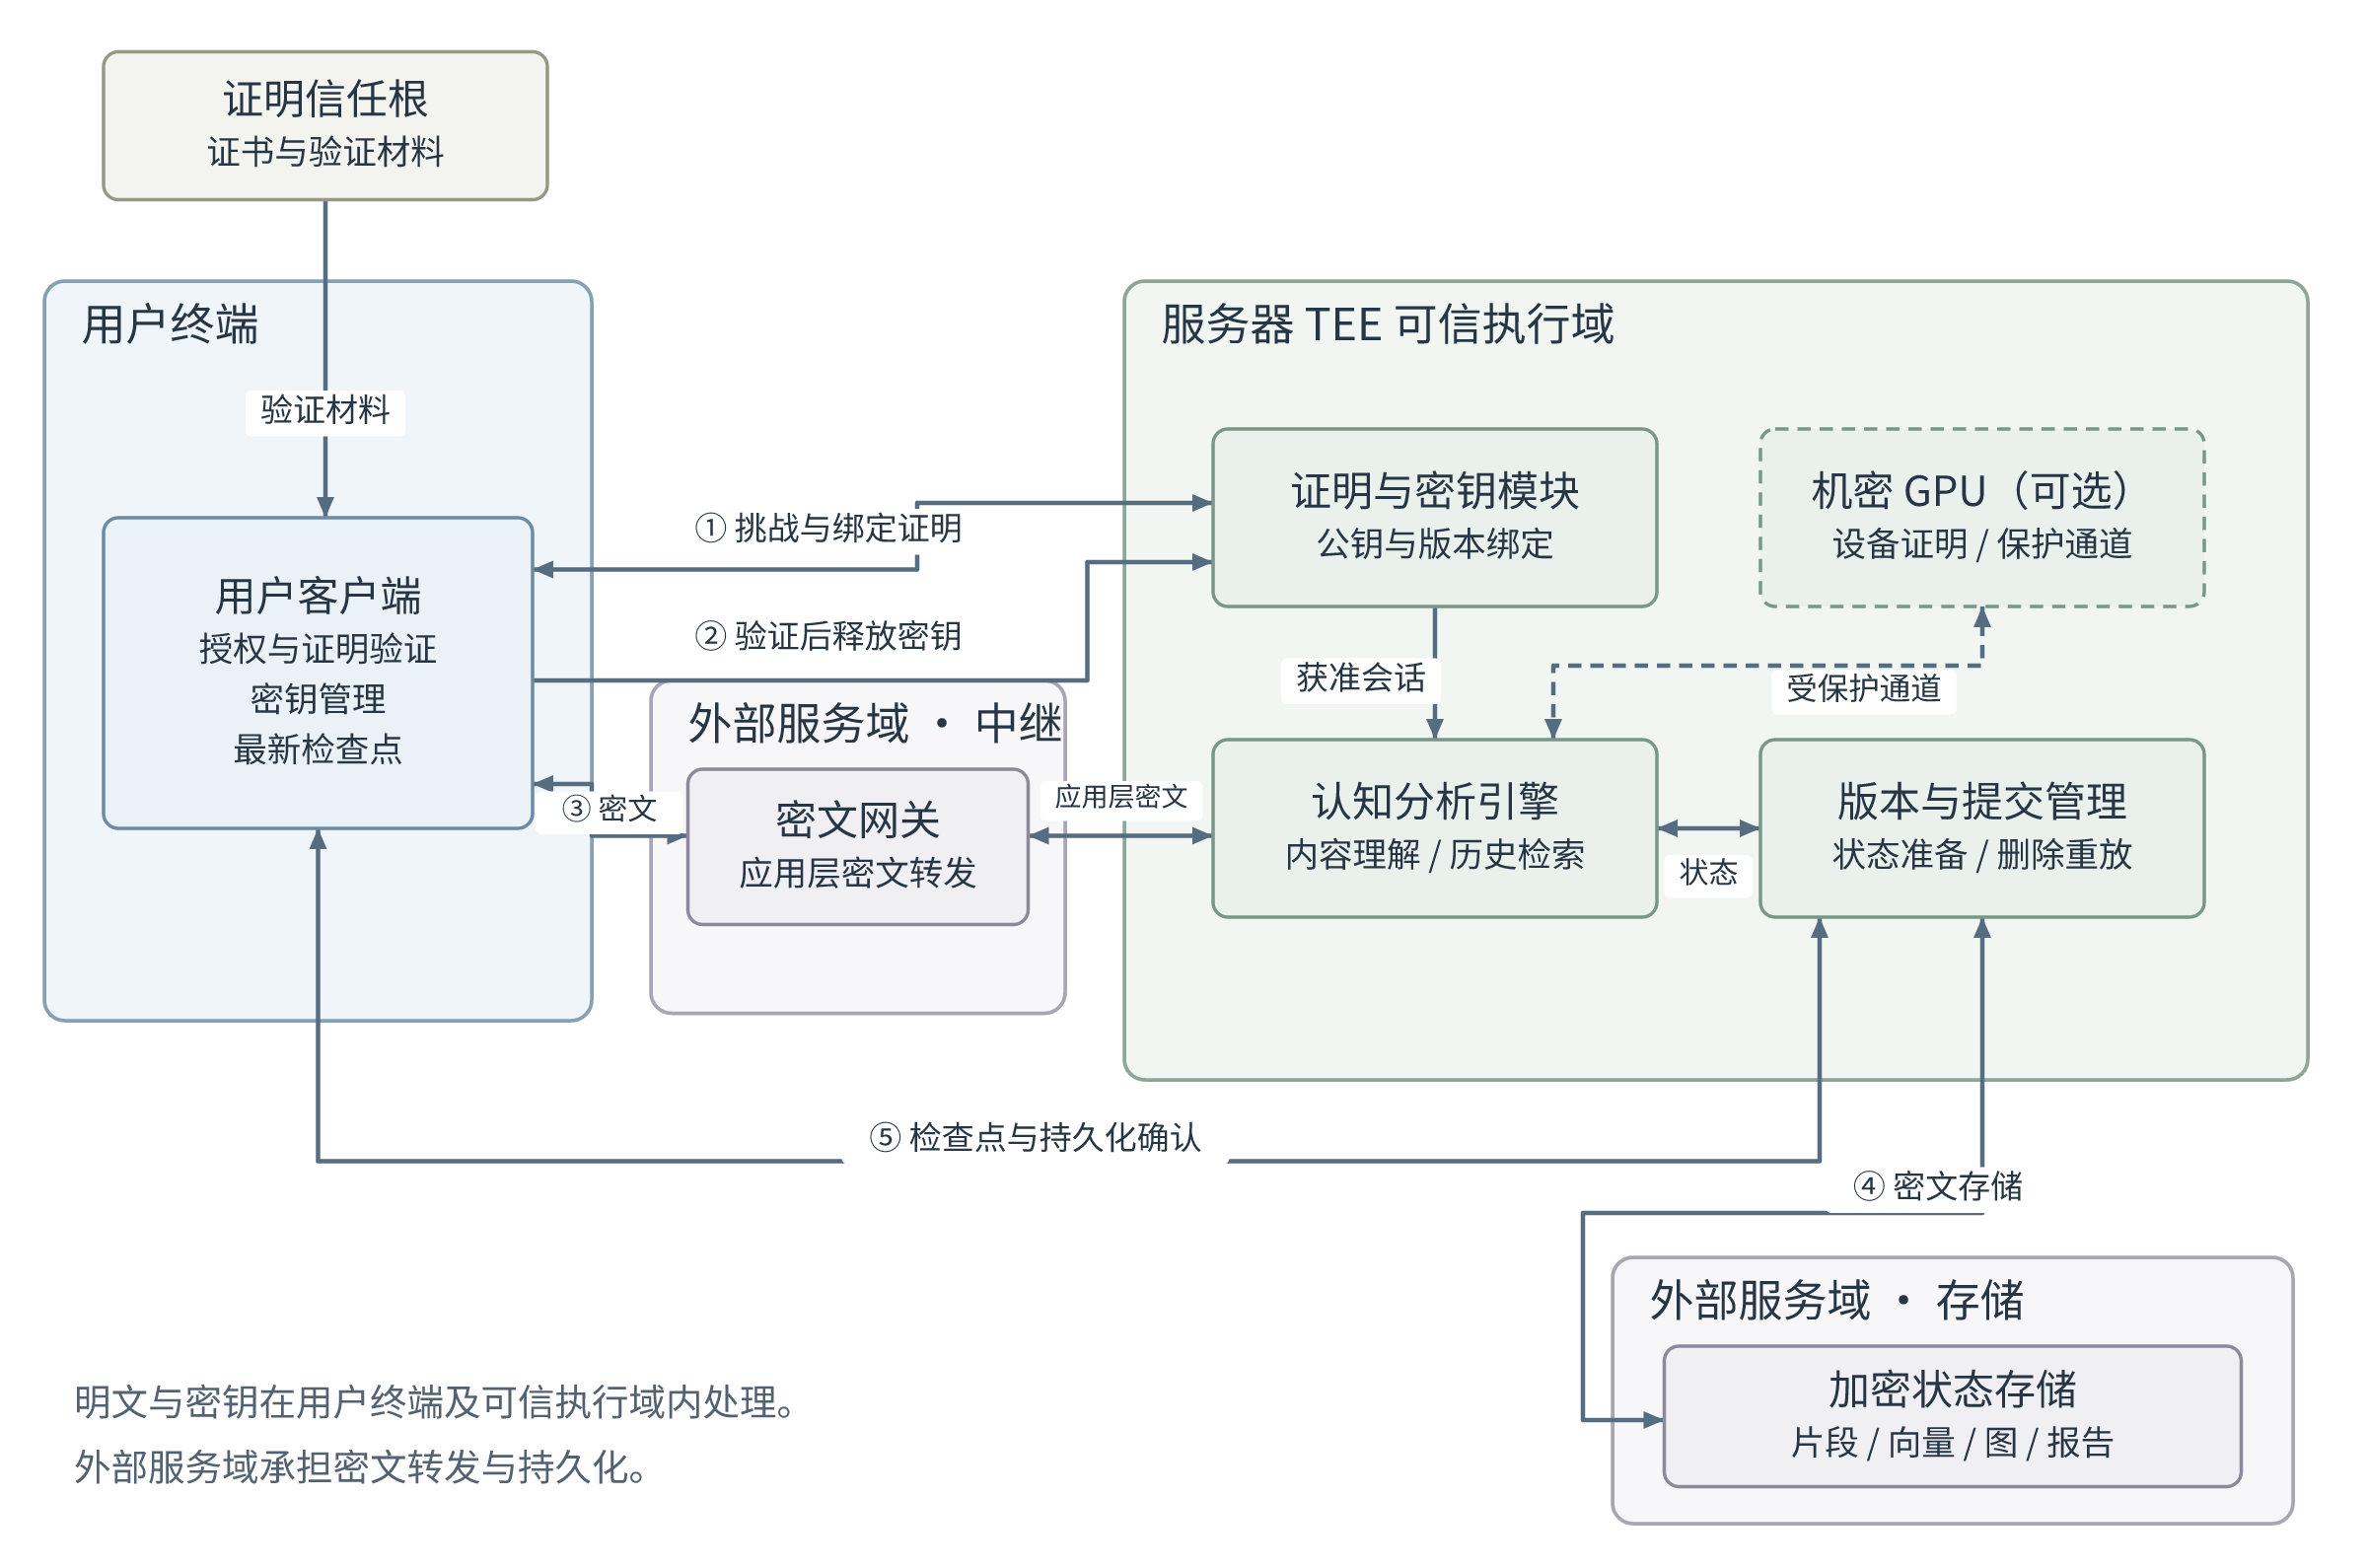 证明信任根
证书与验证材料
用户终端
验证材料
用户客户端
授权与证明验证
密钥管理
最新检查点
① 挑战与绑定证明
② 验证后释放密钥
③ 密文
外部服务域 · 中继
密文网关
应用层密文转发
应用层密文
服务器 TEE 可信执行域
证明与密钥模块
公钥与版本绑定
机密 GPU（可选）
设备证明 / 保护通道
获准会话
受保护通道
认知分析引擎
内容理解 / 历史检索
状态
版本与提交管理
状态准备 / 删除重放
⑤ 检查点与持久化确认
④ 密文存储
外部服务域 · 存储
加密状态存储
片段 / 向量 / 图 / 报告
明文与密钥在用户终端及可信执行域内处理。
外部服务域承担密文转发与持久化。